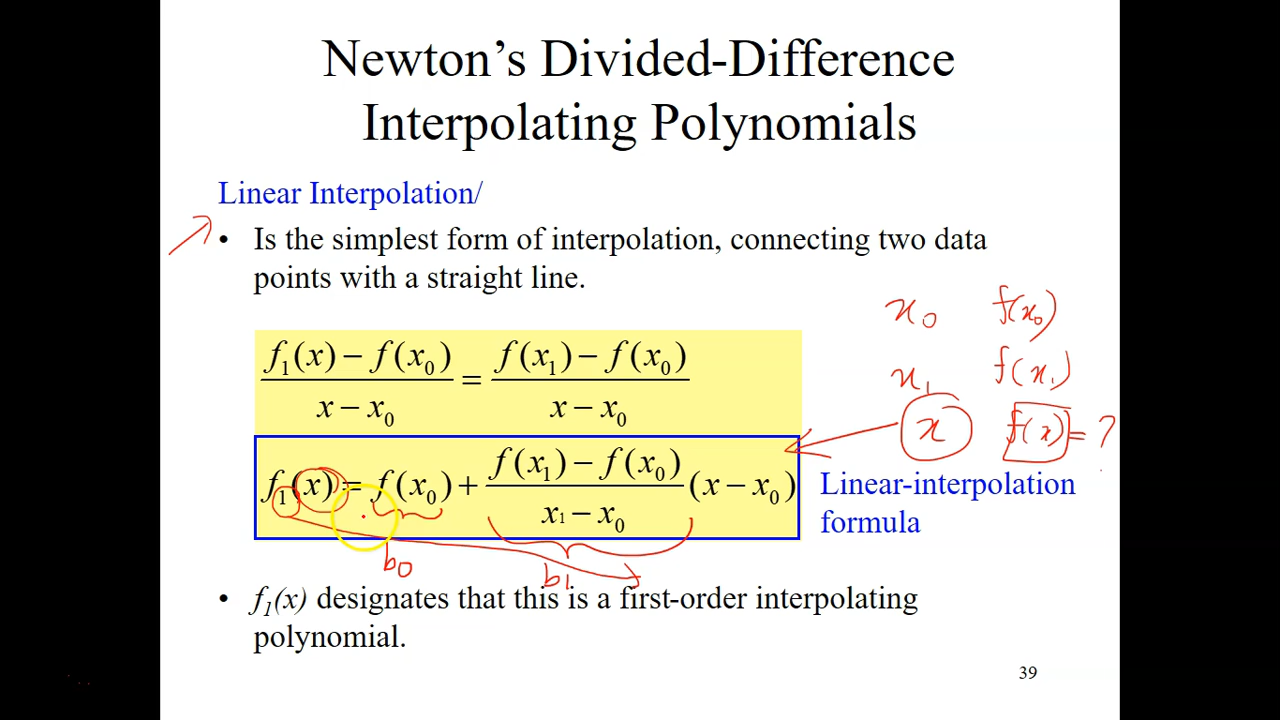 Newton's Divided-Difference
Interpolating Polynomials
Linear Interpolation/
• Is the simplest form of interpolation, connecting two data
points with a straight line.
x₀ f(x₀)
x₁ f(x₁)
x f(x) = ?
(f₁(x) − f(x₀))/(x − x₀) = (f(x₁) − f(x₀))/(x − x₀)
f₁(x) = f(x₀) + (f(x₁) − f(x₀))/(x₁ − x₀) (x − x₀)
Linear-interpolation
formula
b₀ b₁
• f₁(x) designates that this is a first-order interpolating
polynomial.
39